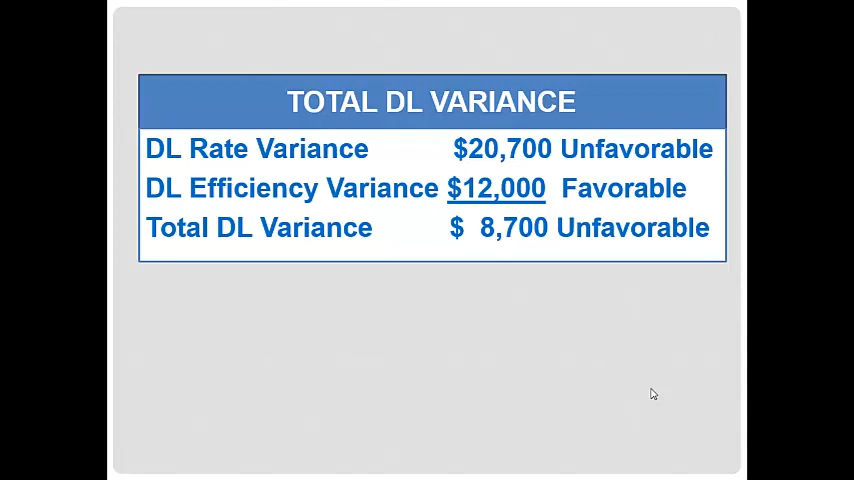 TOTAL DL VARIANCE
DL Rate Variance $20,700 Unfavorable
DL Efficiency Variance $12,000 Favorable
Total DL Variance $ 8,700 Unfavorable